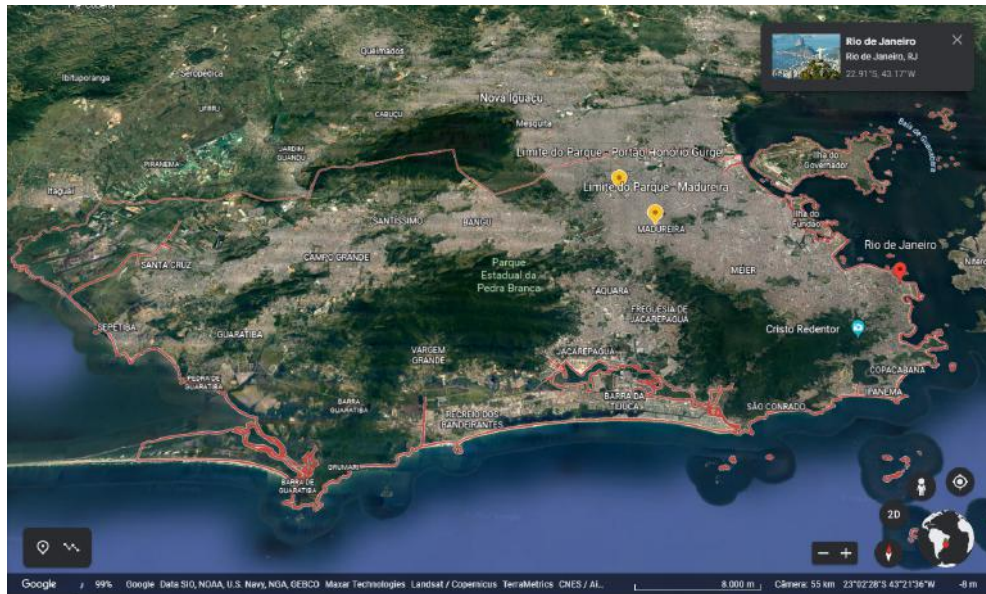 Queimados
Rio de Janeiro
Rio de Janeiro, RJ
22.91°S, 43.17°W
Ibituporanga
Seropédica
Nova Iguaçu
UFRRJ
CABUÇU
Mesquita
Baía de Guanabara
JARDIM
GUANDU
PIRANEMA
Limite do Parque - Portão Honório Gurgel
Ilha do
Governador
Itaguaí
Limite do Parque - Madureira
SANTÍSSIMO
BANGU
MADUREIRA
Ilha do
Fundão
Rio de Janeiro
CAMPO GRANDE
SANTA CRUZ
Parque
Estadual da
Pedra Branca
MEIER
TAQUARA
FREGUESIA DE
JACAREPAGUÁ
SEPETIBA
GUARATIBA
Cristo Redentor
VARGEM
GRANDE
JACAREPAGUÁ
COPACABANA
PEDRA DE
GUARATIBA
IPANEMA
BARRA
GUARATIBA
BARRA DA
TIJUCA
SÃO CONRADO
RECREIO DOS
BANDEIRANTES
GRUMARI
BARRA DE
GUARATIBA
2D
Google 99% Google Data SIO, NOAA, U.S. Navy, NGA, GEBCO Maxar Technologies Landsat / Copernicus TerraMetrics CNES / Ai... 8.000 m Câmera: 55 km 23°02'28"S 43°21'36"W -8 m